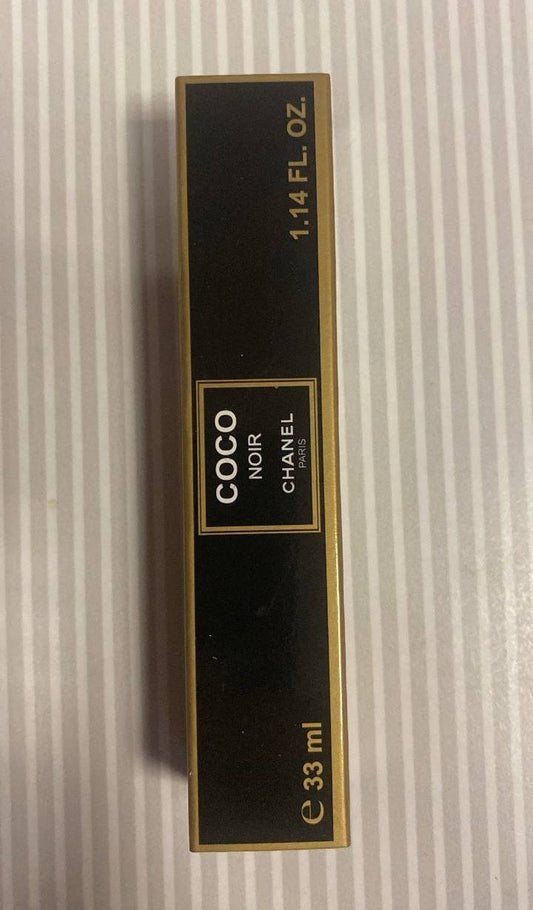 COCO
NOIR
CHANEL
PARIS
e 33 ml
1.14 FL. OZ.